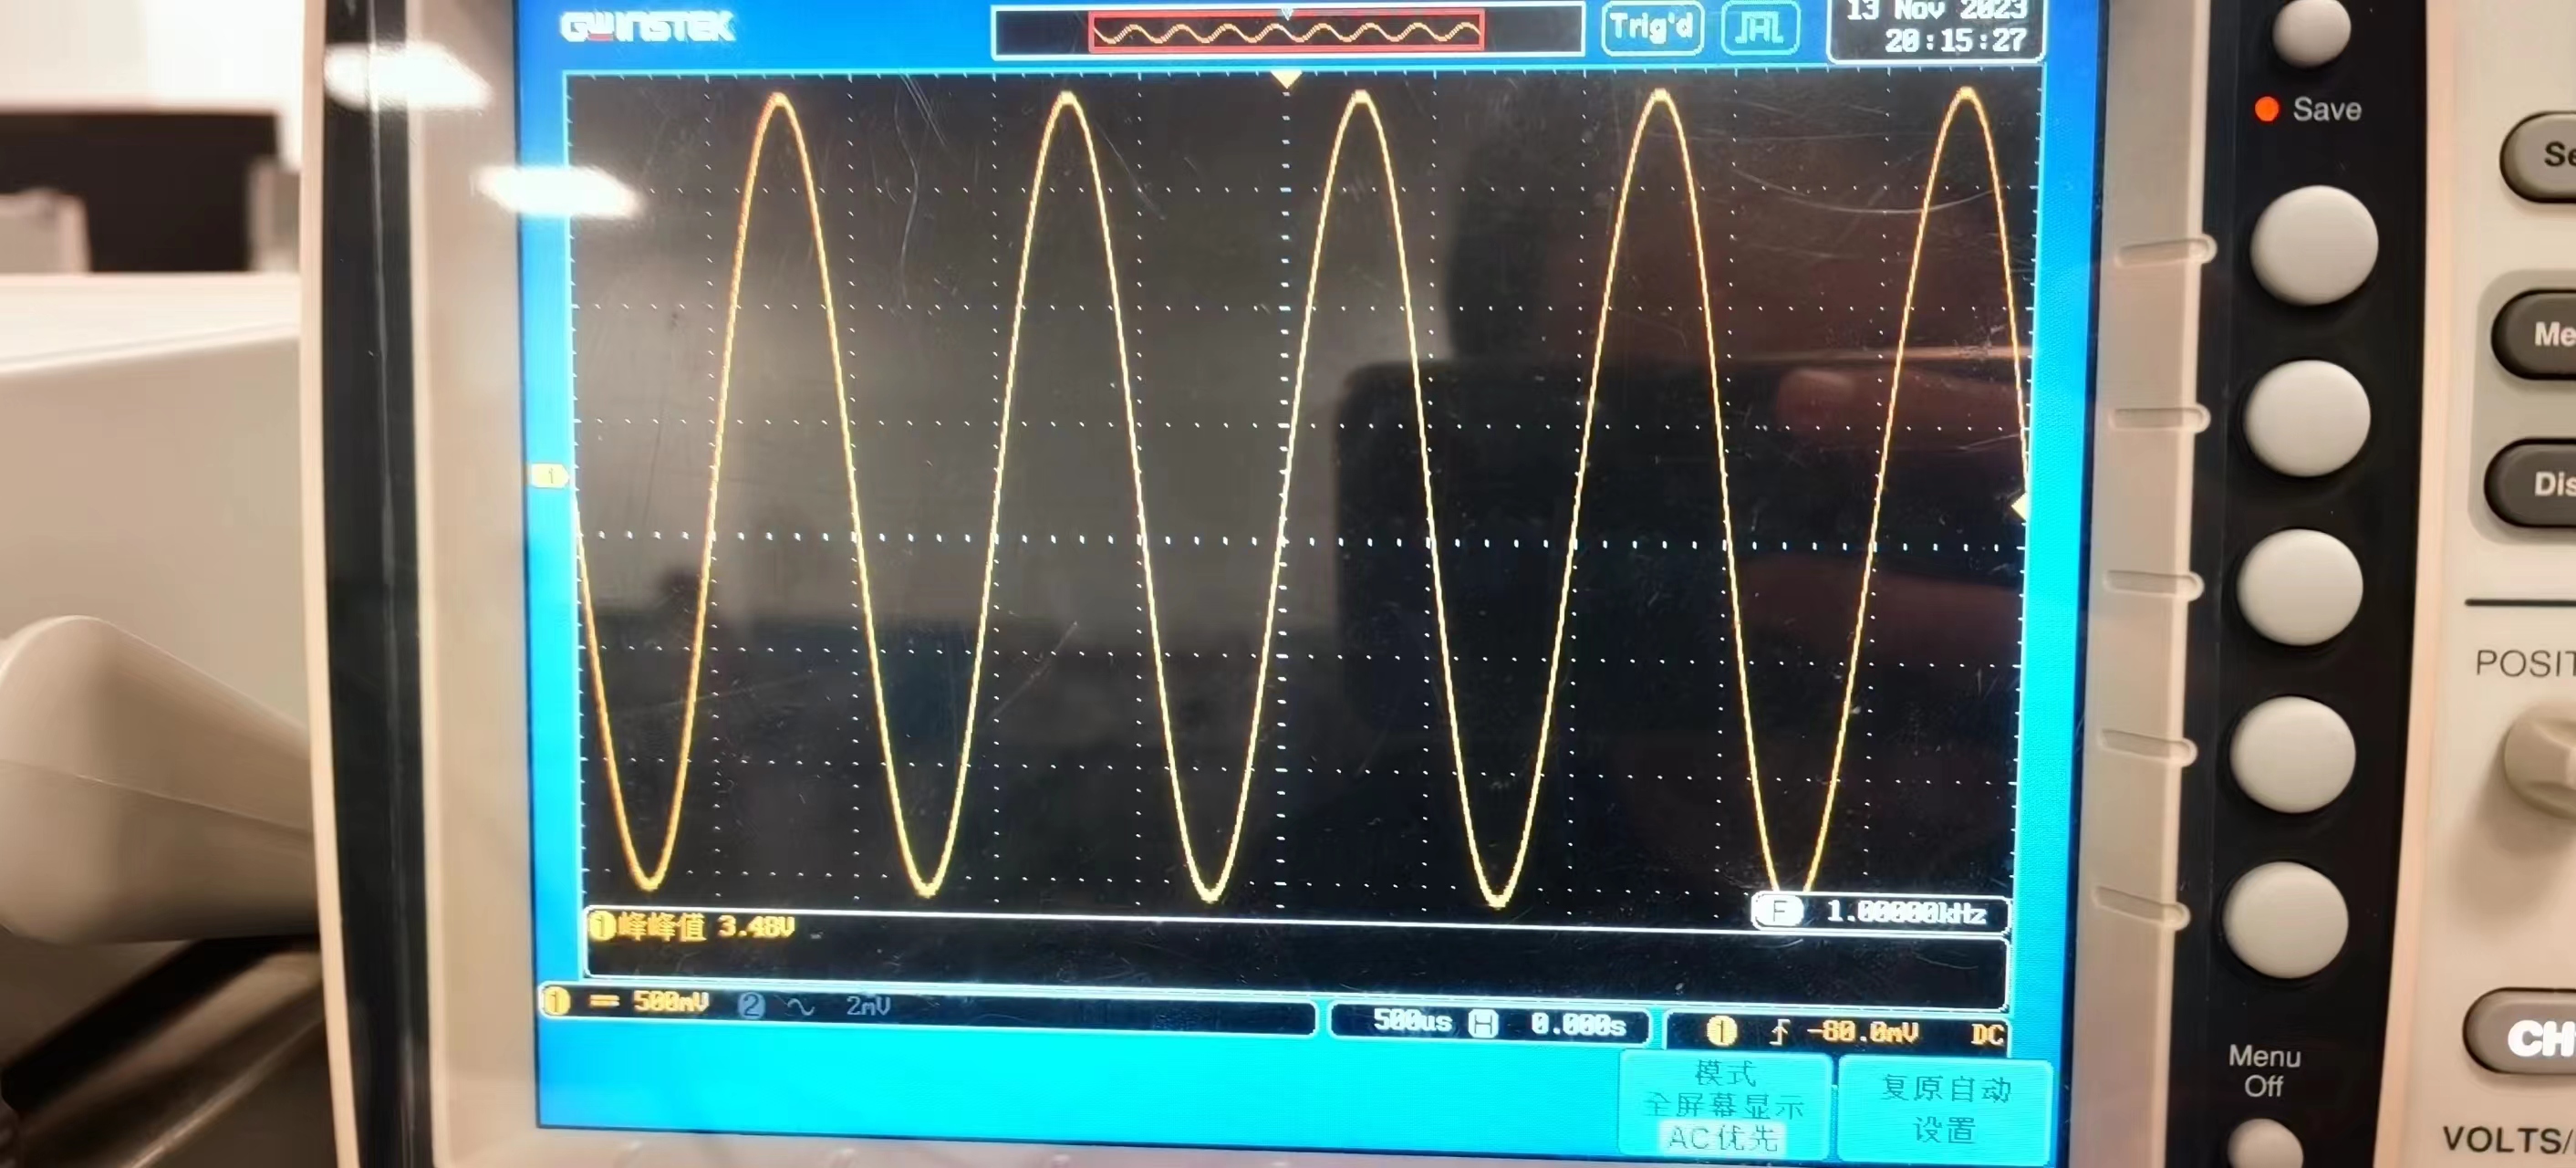 GWINSTEK
Trig'd
13 Nov 2023
20:15:27
Save
1
①峰峰值 3.48V
F 1.00000kHz
① 500mV ② 2mV
500us H 0.000s
① -80.0mV DC
模式
全屏幕显示
AC优先
复原自动
设置
Se
Me
Dis
POSIT
CH
Menu
Off
VOLTS/